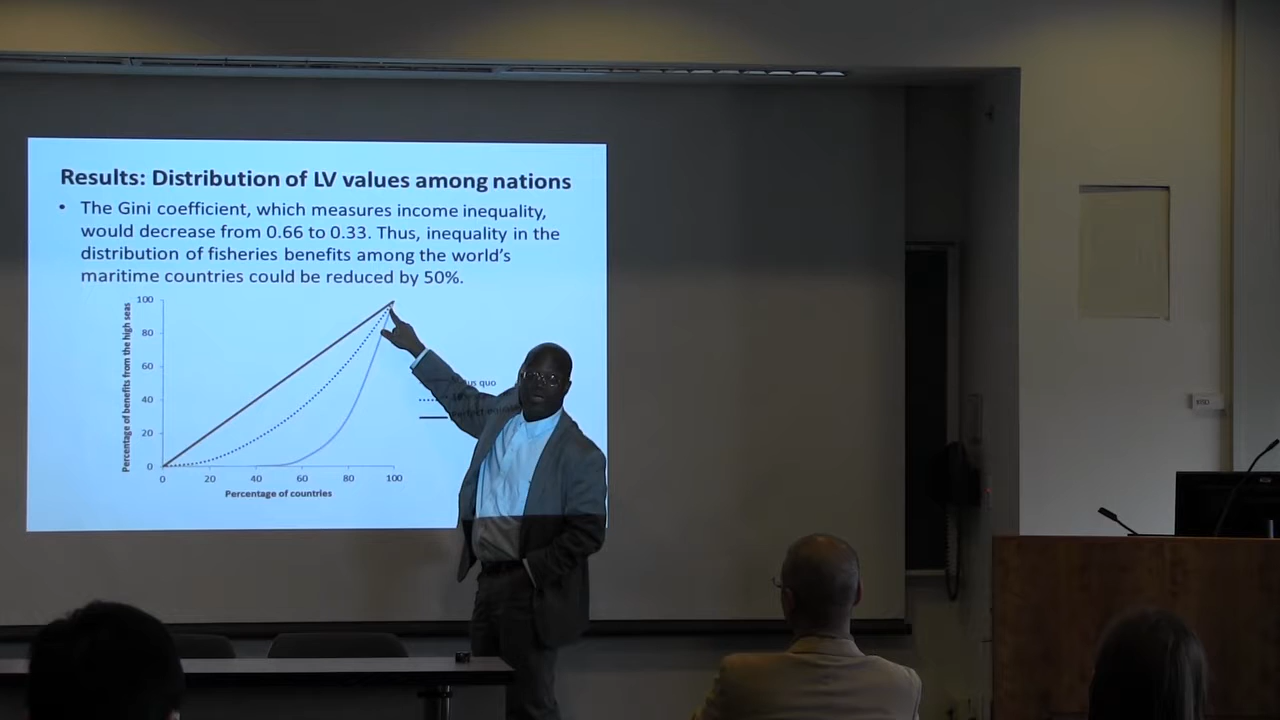 Results: Distribution of LV values among nations
• The Gini coefficient, which measures income inequality,
would decrease from 0.66 to 0.33. Thus, inequality in the
distribution of fisheries benefits among the world's
maritime countries could be reduced by 50%.
Percentage of benefits from the high seas
100
80
60
40
20
0
0 20 40 60 80 100
Percentage of countries
quo